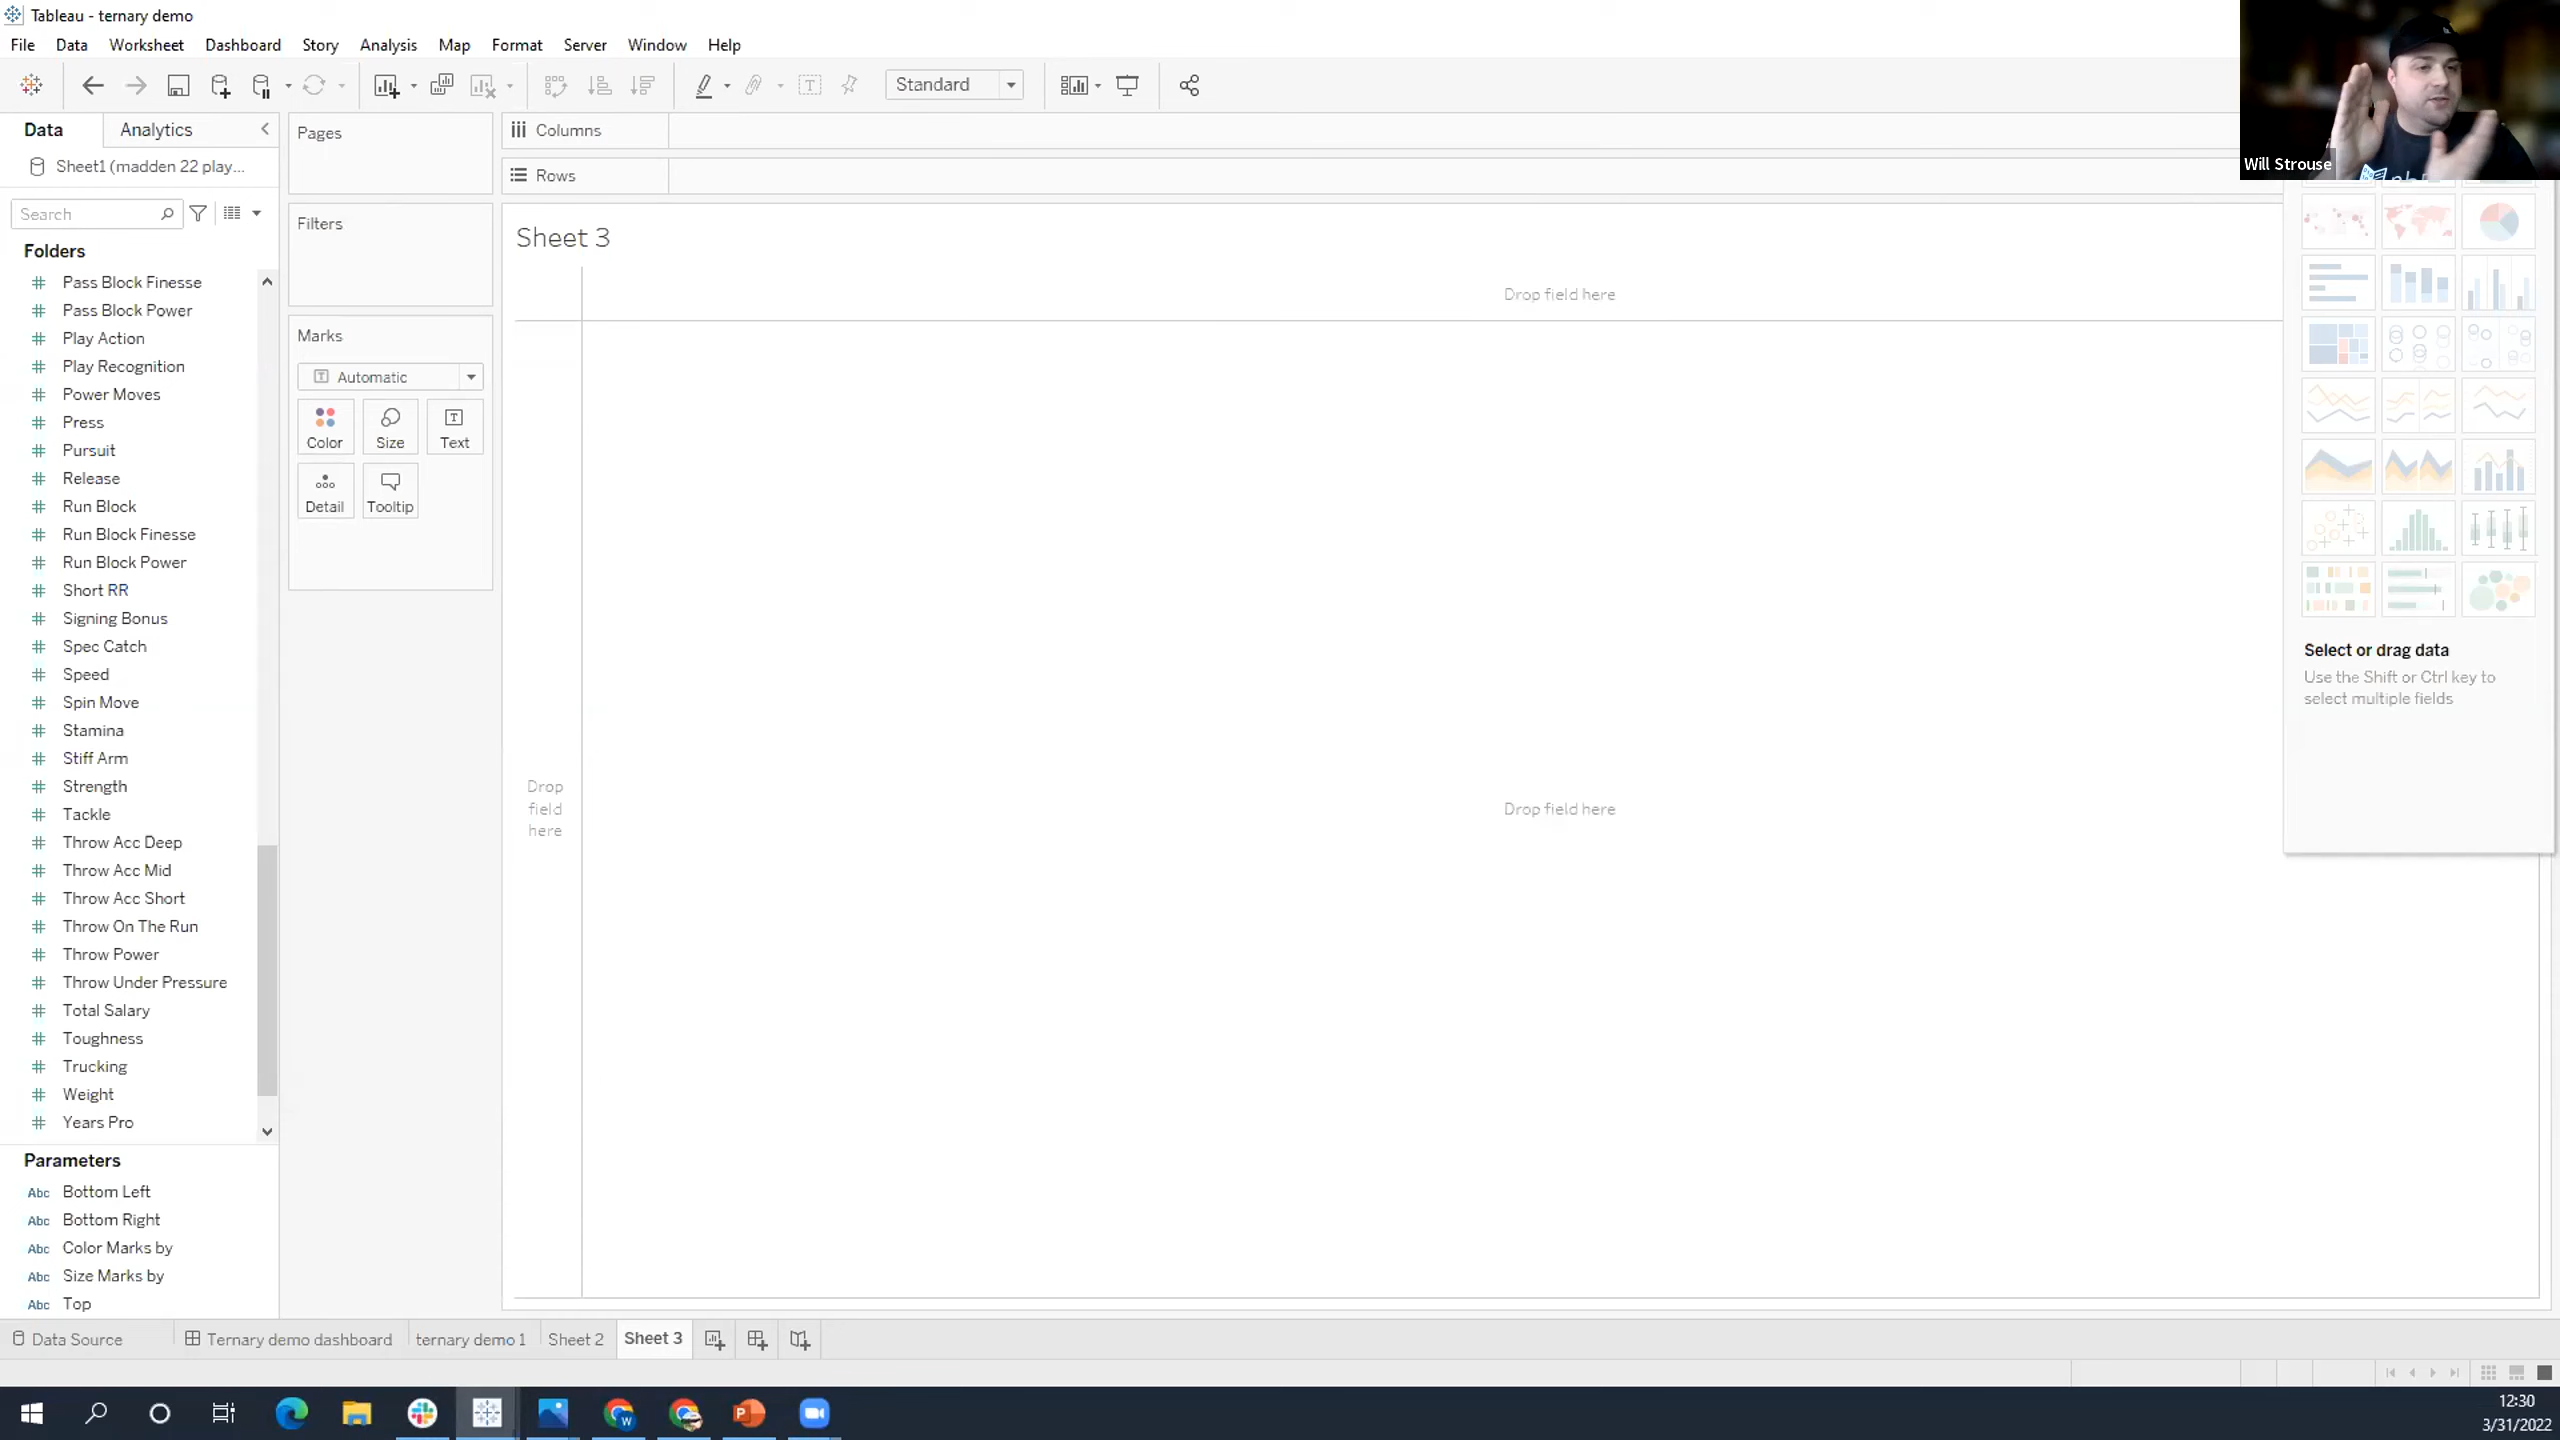 Tableau - ternary demo
File Data Worksheet Dashboard Story Analysis Map Format Server Window Help
Standard
Will Strouse
Data Analytics
Sheet1 (madden 22 play...
Search
Folders
Pass Block Finesse
Pass Block Power
Play Action
Play Recognition
Power Moves
Press
Pursuit
Release
Run Block
Run Block Finesse
Run Block Power
Short RR
Signing Bonus
Spec Catch
Speed
Spin Move
Stamina
Stiff Arm
Strength
Tackle
Throw Acc Deep
Throw Acc Mid
Throw Acc Short
Throw On The Run
Throw Power
Throw Under Pressure
Total Salary
Toughness
Trucking
Weight
Years Pro
Parameters
Abc Bottom Left
Abc Bottom Right
Abc Color Marks by
Abc Size Marks by
Abc Top
Pages
Filters
Marks
Automatic
Color Size Text
Detail Tooltip
Columns
Rows
Sheet 3
Drop field here
Drop
field
here
Drop field here
Select or drag data
Use the Shift or Ctrl key to
select multiple fields
Data Source Ternary demo dashboard ternary demo 1 Sheet 2 Sheet 3
12:30
3/31/2022